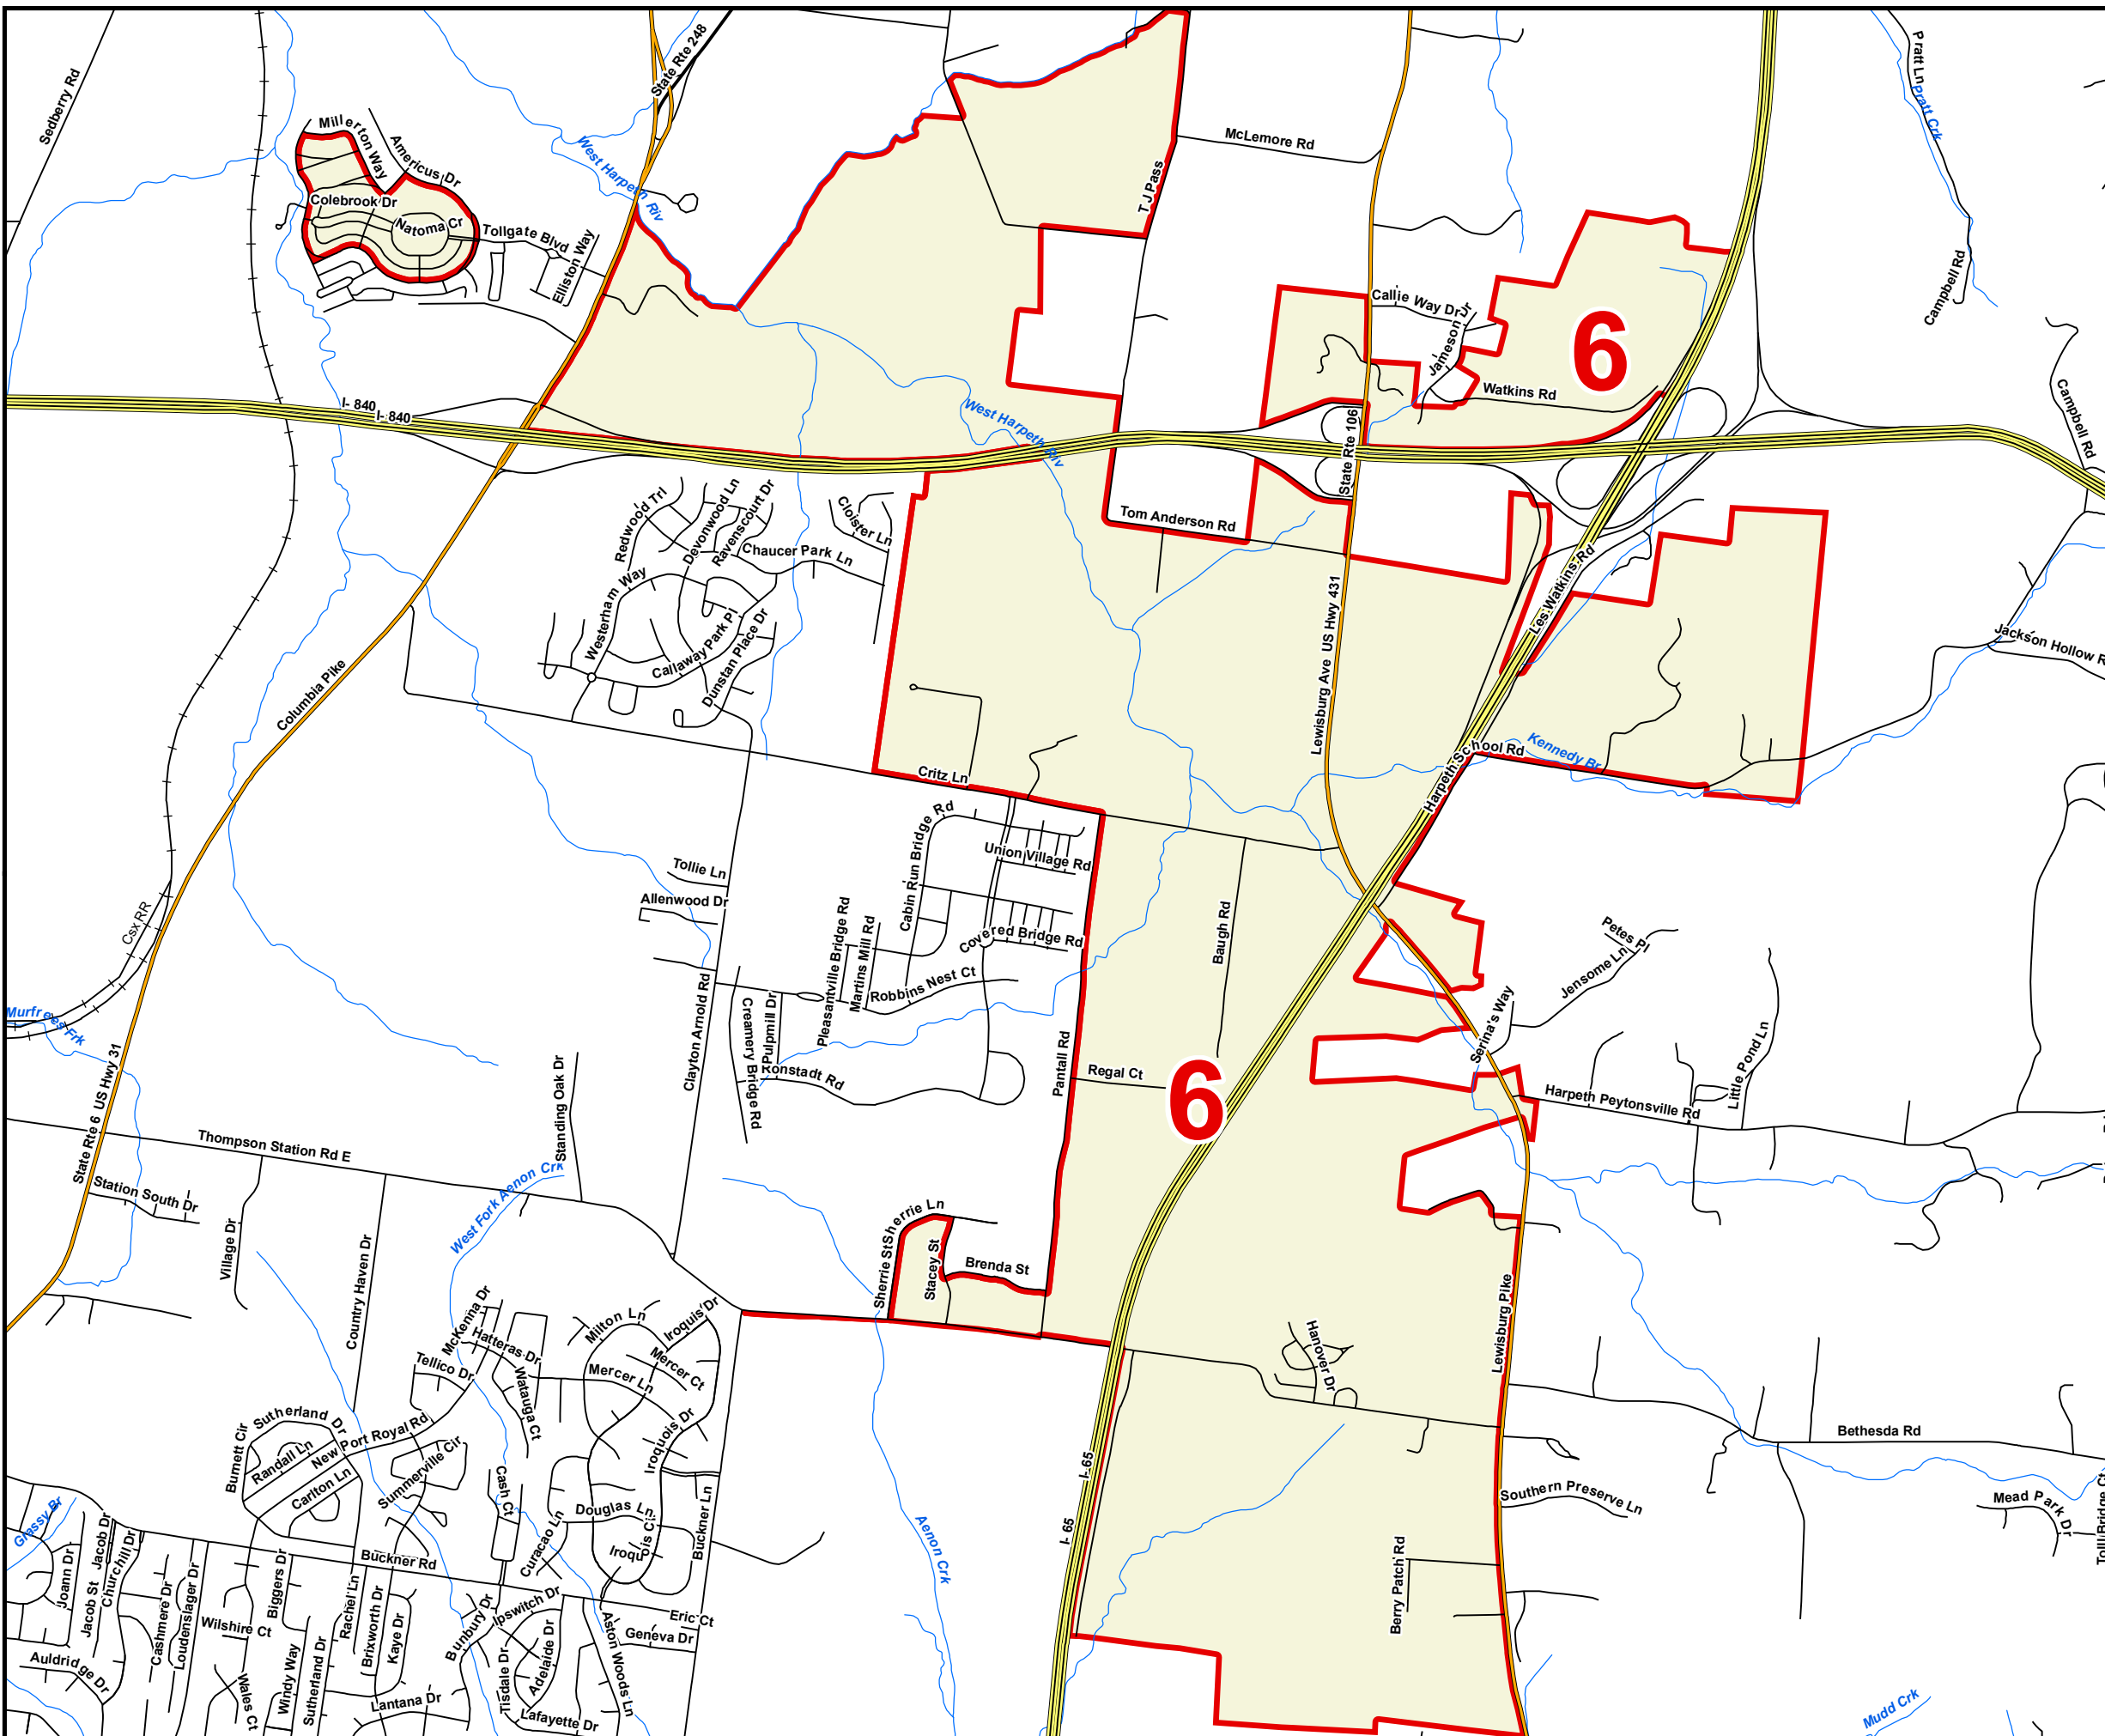 Sedberry Rd
State Rte 248
Pratt Ln
Pratt Crk
Millerton Way
Americus Dr
West Harpeth Riv
McLemore Rd
T J Pass
Colebrook Dr
Natoma Cr
Tollgate Blvd
Elliston Way
Campbell Rd
Callie Way Dr
Jameson Dr
6
Watkins Rd
Campbell Rd
I- 840
I- 840
West Harpeth Riv
State Rte 106
Redwood Trl
Devonwood Ln
Ravenscourt Dr
Cloister Ln
Chaucer Park Ln
Tom Anderson Rd
Westerham Way
Callaway Park Pl
Dunstan Place Dr
Les Watkins Rd
Lewisburg Ave US Hwy 431
Jackson Hollow R
Columbia Pike
Critz Ln
Harpeth School Rd
Kennedy Br
Cabin Run Bridge Rd
Union Village Rd
Tollie Ln
Allenwood Dr
Pleasantville Bridge Rd
Martins Mill Rd
Covered Bridge Rd
Robbins Nest Ct
Baugh Rd
Csx RR
Petes Pl
Jensome Ln
Murfrees Frk
Clayton Arnold Rd
Creamery Bridge Rd
Pulpmill Dr
Ronstadt Rd
Pantall Rd
Regal Ct
6
Serina's Way
Little Pond Ln
Harpeth Peytonsville Rd
State Rte 6 US Hwy 31
Standing Oak Dr
Thompson Station Rd E
Station South Dr
West Fork Aenon Crk
Village Dr
Country Haven Dr
Sherrie St
Sherrie Ln
Stacey St
Brenda St
Lewisburg Pike
Hanover Dr
McKenna Dr
Hatteras Dr
Tellico Dr
Watauga Ct
Milton Ln
Iroquis Dr
Mercer Ct
Mercer Ln
Iroquois Dr
Sutherland Dr
Burnett Cir
Randall Ln
New Port Royal Rd
Carlton Ln
Summerville Cir
Cash Ct
Douglas Ln
Curacao Ln
Buckner Ln
I- 65
I- 65
Bethesda Rd
Southern Preserve Ln
Mead Park Dr
Grassy Br
Joann Dr
Jacob Dr
Jacob St
Churchill Dr
Cashmere Dr
Loudenslager Dr
Buckner Rd
Biggers Dr
Wilshire Ct
Rachel Ln
Brixworth Dr
Kaye Dr
Bunbury Dr
Ipswitch Dr
Adelaide Dr
Tisdale Dr
Aston Woods Ln
Eric Ct
Geneva Dr
Aenon Crk
Berry Patch Rd
Auldridge Dr
Wales Ct
Windy Way
Sutherland Dr
Lantana Dr
Lafayette Dr
Mudd Crk